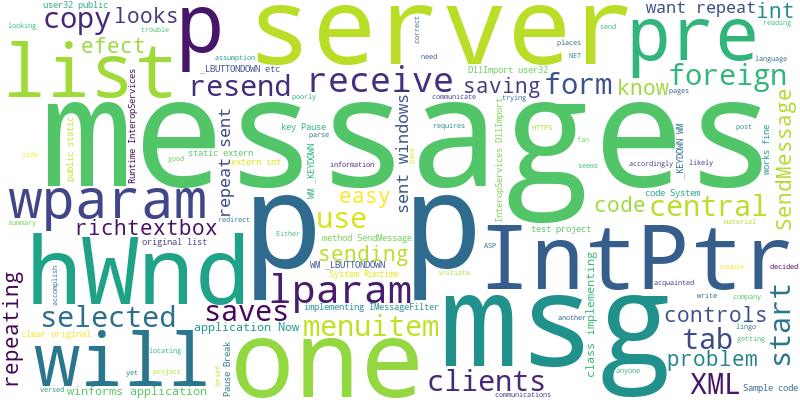 user32 public
copy
looks
p
server
pre
want repeat
int
looking
trouble
efect
list
_LBUTTONDOWN etc
assumption
correct
places
send
reading
need
.NET
DllImport user32
language
resend
receive
saving
form
know
foreign
pages
messages
Runtime InteropServices
public static
side
poorly
communicate
trying
key Pause
parse
requires
HTTPS
post
static extern
good
extern int
information
repeat sent
sent windows
WM _KEYDOWN
InteropServices DllImport
fan
seems
accordingly
likely
_KEYDOWN WM
works fine
SendMessage
wparam
p
p
easy
back
code System
code
central
richtextbox
use
summary
original list
redirect
Either
method SendMessage
test project
material
hWnd
IntPtr
sending
ASP
couple
decided
WM _LBUTTONDOWN
System Runtime
initiate
acquainted
lparam
repeating
accomplish
selected
saves
implementing IMessageFilter
msg
class implementing
another
write
company
controls
start
application Now
menuitem
lingo
getting
clear original
will
locating
one
tab
problem
anyone
yet
project
Pause Break
brief
clients
XML
Sample code
versed
winforms application
communications